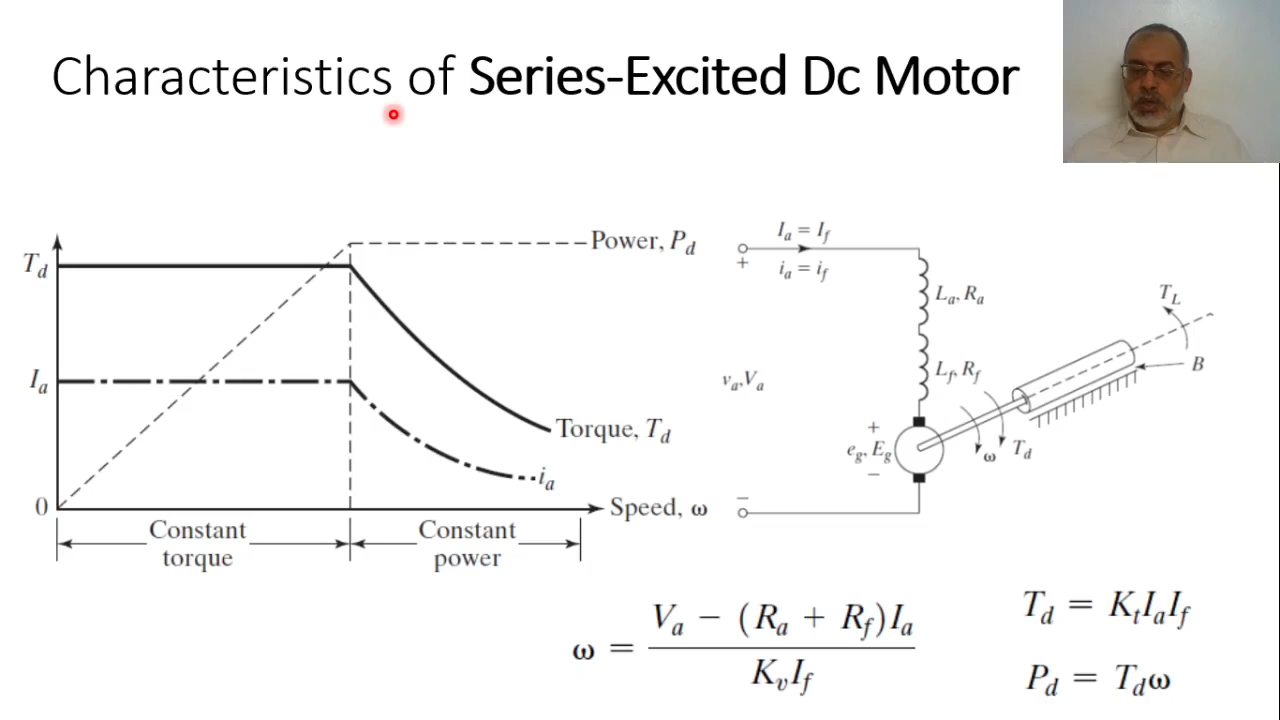 Characteristics of Series-Excited Dc Motor
T_d
Power, P_d
I_a
Torque, T_d
i_a
0
Speed, ω
Constant torque
Constant power
I_a = I_f
i_a = i_f
+
L_a, R_a
L_f, R_f
v_a, V_a
+
e_g, E_g
−
−
ω
T_d
T_L
B
ω = \frac{V_a − (R_a + R_f)I_a}{K_v I_f}
T_d = K_t I_a I_f
P_d = T_d ω